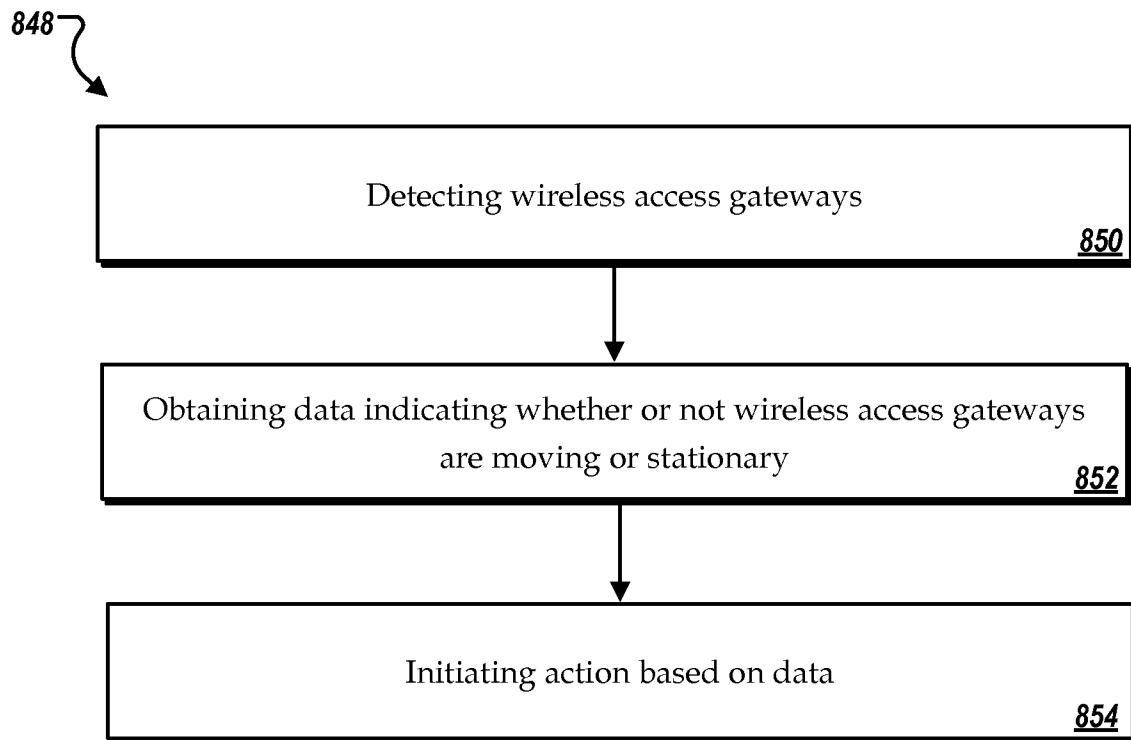 848
Detecting wireless access gateways
850
Obtaining data indicating whether or not wireless access gateways
are moving or stationary
852
Initiating action based on data
854